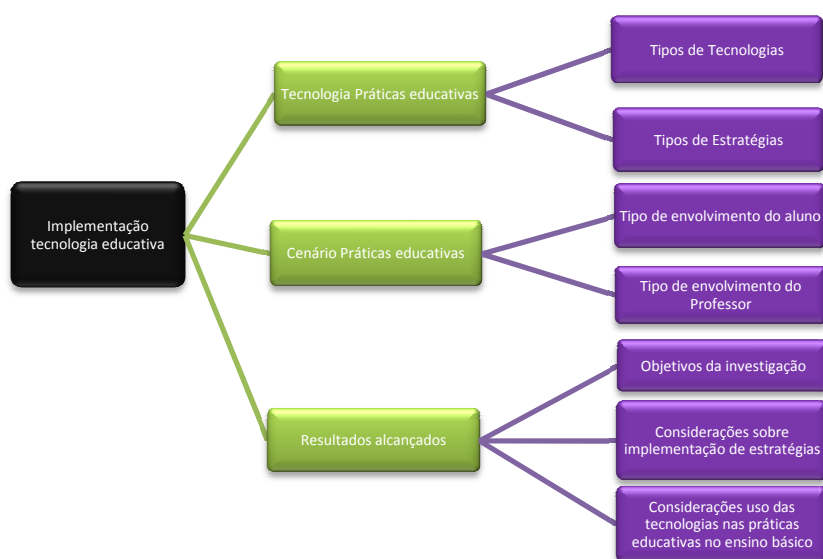 Implementação
tecnologia educativa
Tecnologia Práticas educativas
Tipos de Tecnologias
Tipos de Estratégias
Cenário Práticas educativas
Tipo de envolvimento do aluno
Tipo de envolvimento do
Professor
Resultados alcançados
Objetivos da investigação
Considerações sobre
implementação de estratégias
Considerações uso das
tecnologias nas práticas
educativas no ensino básico